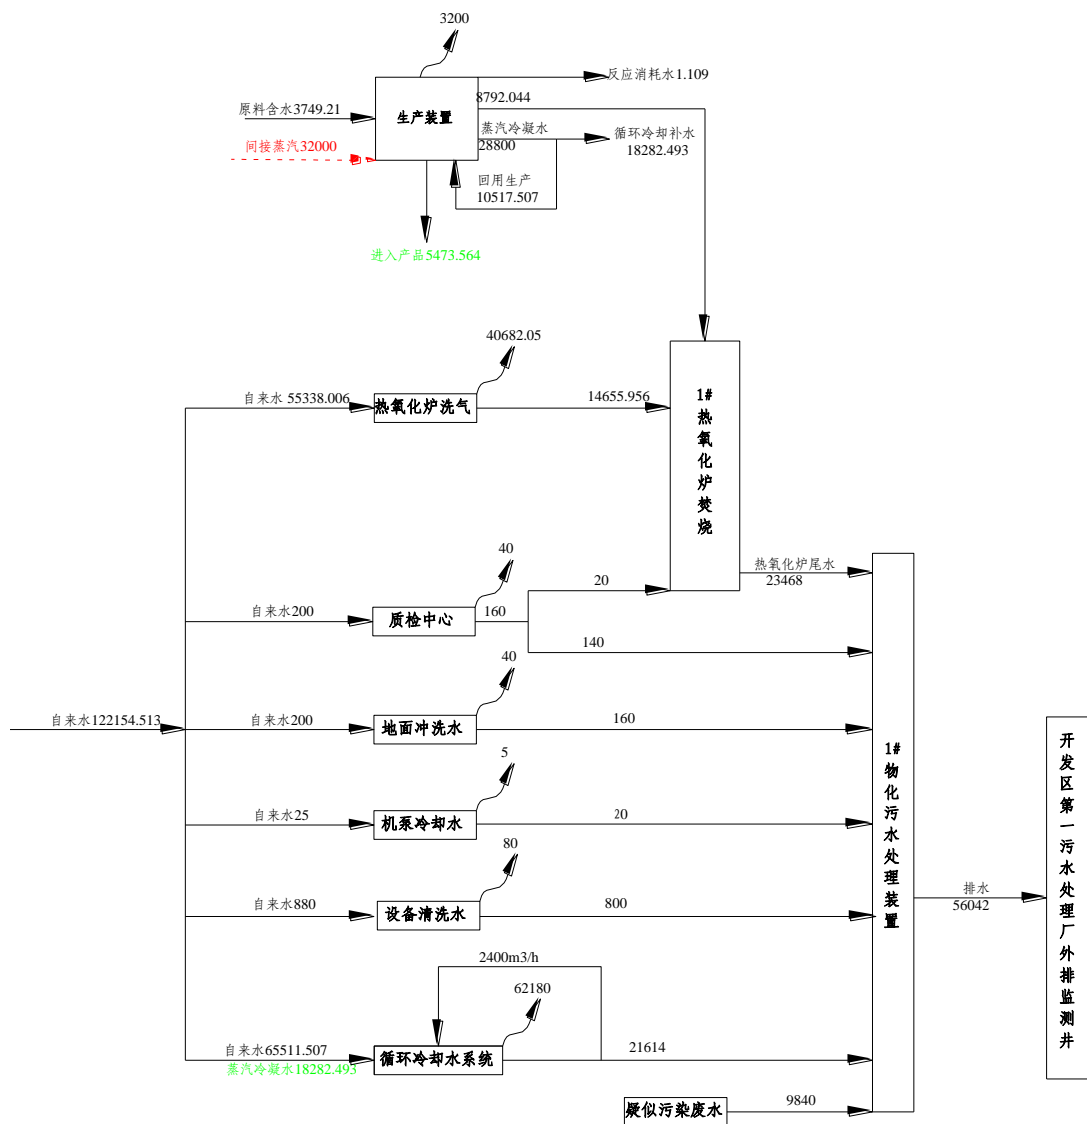 3200
反应消耗水1.109
8792.044
原料含水3749.21
生产装置
蒸汽冷凝水
28800
循环冷却补水
18282.493
间接蒸汽32000
回用生产
10517.507
进入产品5473.564
40682.05
自来水 55338.006
热氧化炉洗气
14655.956
1#热氧化炉焚烧
40
热氧化炉尾水
23468
20
自来水200
质检中心
160
140
40
自来水122154.513
自来水200
地面冲洗水
160
1#物化污水处理装置
开发区第一污水处理厂外排监测井
5
自来水25
机泵冷却水
20
80
自来水880
设备清洗水
800
排水
56042
2400m3/h
62180
自来水65511.507
蒸汽冷凝水18282.493
循环冷却水系统
21614
疑似污染废水
9840